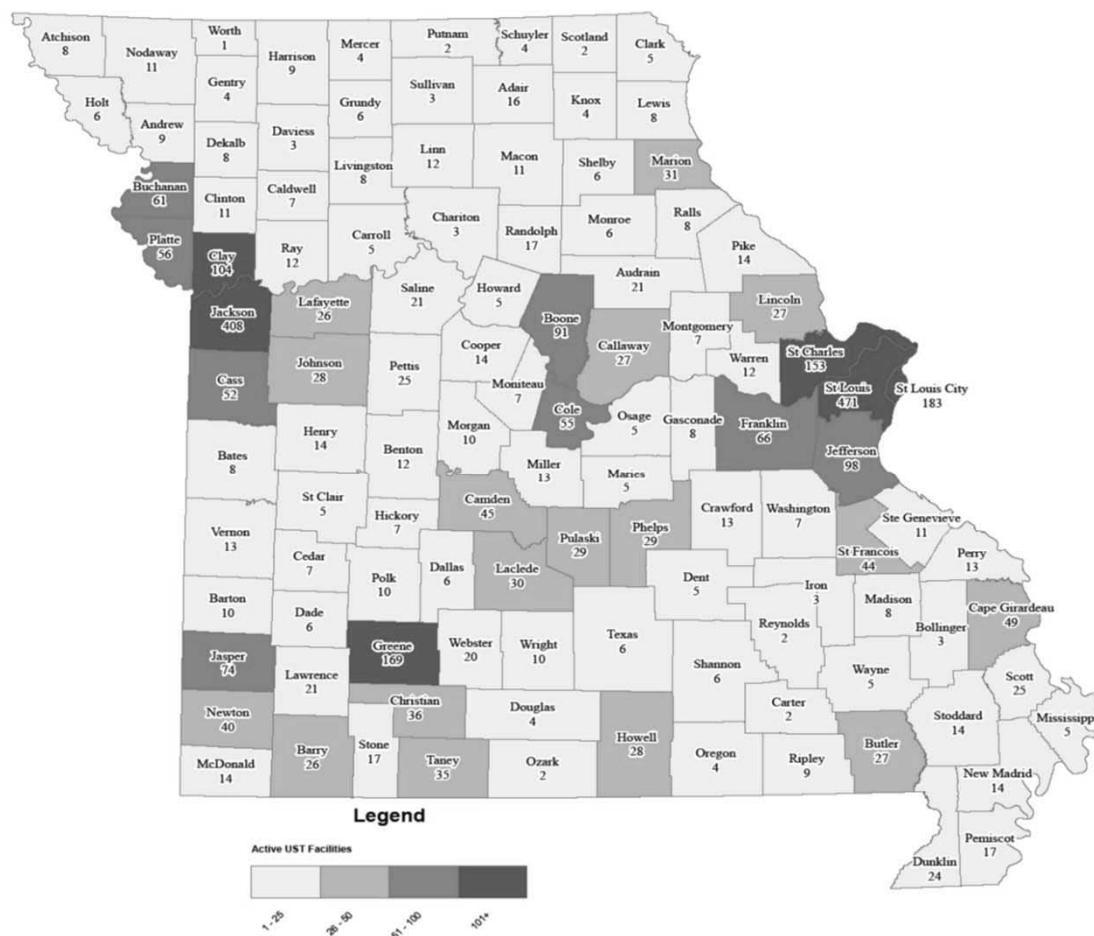 Atchison
8
Nodaway
11
Worth
1
Harrison
9
Mercer
4
Putnam
2
Schuyler
4
Scotland
2
Clark
5
Holt
6
Gentry
4
Sullivan
3
Adair
16
Knox
4
Lewis
8
Andrew
9
Dekalb
8
Daviess
3
Grundy
6
Linn
12
Macon
11
Shelby
6
Marion
31
Buchanan
61
Clinton
11
Caldwell
7
Livingston
8
Platte
56
Clay
104
Ray
12
Carroll
5
Chariton
3
Randolph
17
Monroe
6
Ralls
8
Pike
14
Jackson
408
Lafayette
26
Saline
21
Howard
5
Boone
91
Audrain
21
Callaway
27
Montgomery
7
Lincoln
27
Warren
12
St Charles
153
St Louis
471
St Louis City
183
Cass
52
Johnson
28
Pettis
25
Cooper
14
Moniteau
7
Cole
55
Osage
5
Gasconade
8
Franklin
66
Jefferson
98
Bates
8
Henry
14
Benton
12
Morgan
10
Miller
13
Maries
5
St Clair
5
Hickory
7
Camden
45
Pulaski
29
Phelps
29
Crawford
13
Washington
7
Ste Genevieve
11
St Francois
44
Perry
13
Vernon
13
Cedar
7
Polk
10
Dallas
6
Laclede
30
Dent
5
Iron
3
Madison
8
Bollinger
3
Cape Girardeau
49
Barton
10
Dade
6
Greene
169
Webster
20
Wright
10
Texas
6
Shannon
6
Reynolds
2
Wayne
5
Scott
25
Jasper
74
Lawrence
21
Christian
36
Douglas
4
Howell
28
Carter
2
Butler
27
Stoddard
14
Mississippi
5
Newton
40
McDonald
14
Barry
26
Stone
17
Taney
35
Ozark
2
Oregon
4
Ripley
9
New Madrid
14
Dunklin
24
Pemiscot
17
Legend
Active UST Facilities
1 - 25
26 - 50
51 - 100
101+